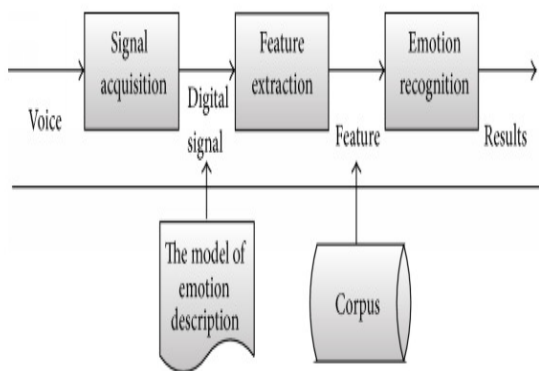 Signal
acquisition
Feature
extraction
Emotion
recognition
Voice
Digital
signal
Feature
Results
The model of
emotion
description
Corpus